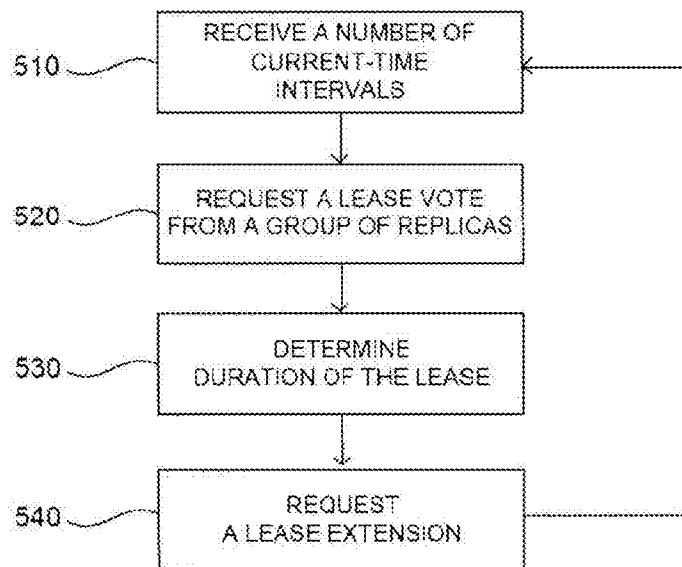 510
RECEIVE A NUMBER OF
CURRENT-TIME
INTERVALS
520
REQUEST A LEASE VOTE
FROM A GROUP OF REPLICAS
530
DETERMINE
DURATION OF THE LEASE
540
REQUEST
A LEASE EXTENSION